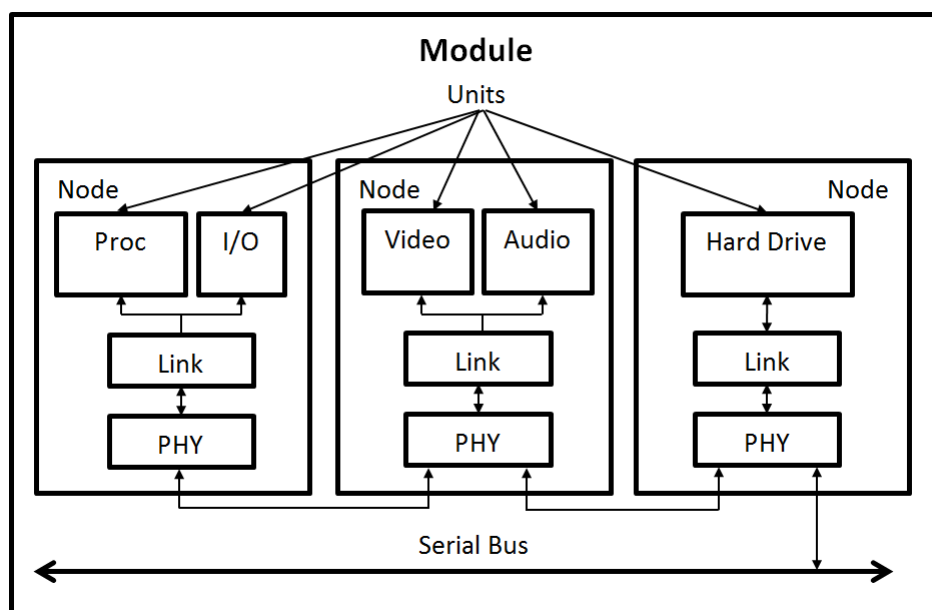 Module
Units
Node
Node
Node
Proc
I/O
Video
Audio
Hard Drive
Link
Link
Link
PHY
PHY
PHY
Serial Bus